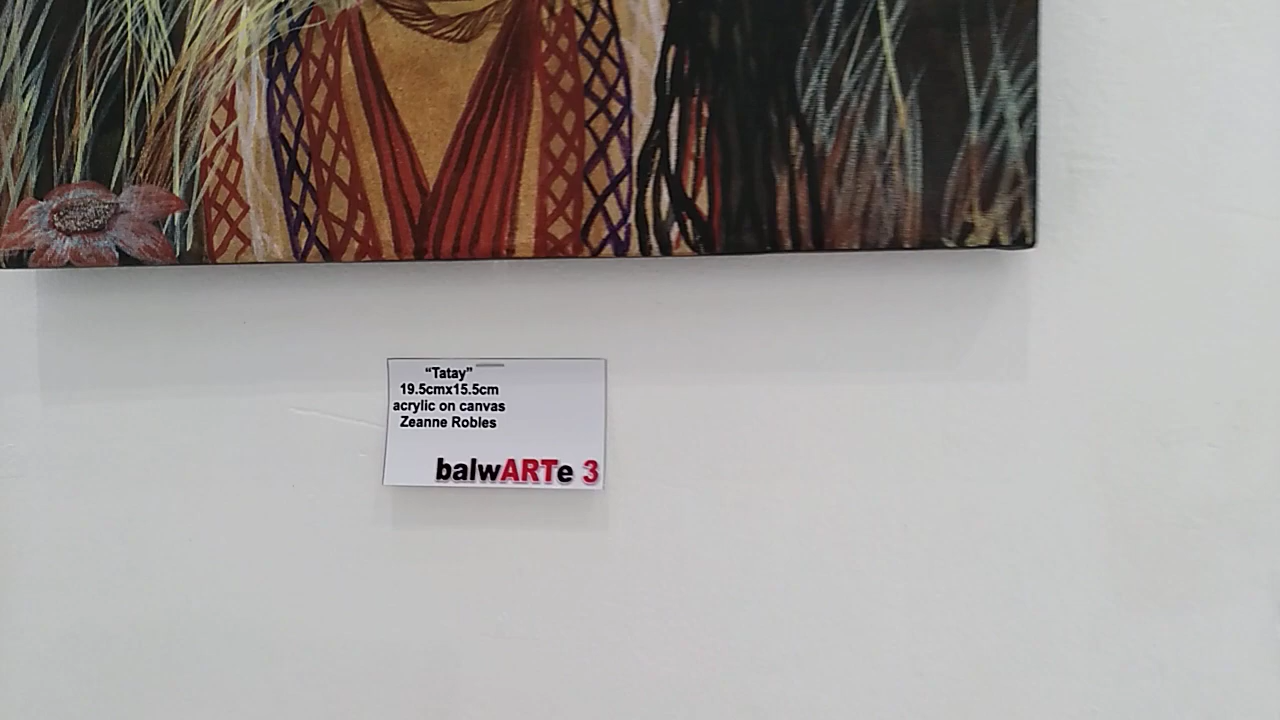 “Tatay”
19.5cmx15.5cm
acrylic on canvas
Zeanne Robles
balwARTe 3